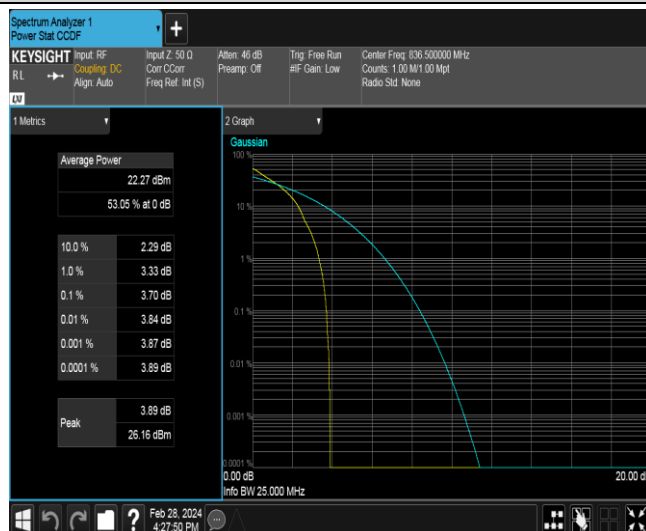 Spectrum Analyzer 1
Power Stat CCDF
+
KEYSIGHT
RL
LXI
Input: RF
Coupling: DC
Align: Auto
Input Z: 50 Ω
Corr CCorr
Freq Ref: Int (S)
Atten: 46 dB
Preamp: Off
Trig: Free Run
#IF Gain: Low
Center Freq: 836.500000 MHz
Counts: 1.00 M/1.00 Mpt
Radio Std: None
1 Metrics
Average Power
22.27 dBm
53.05 % at 0 dB
10.0 % 2.29 dB
1.0 % 3.33 dB
0.1 % 3.70 dB
0.01 % 3.84 dB
0.001 % 3.87 dB
0.0001 % 3.89 dB
Peak
3.89 dB
26.16 dBm
2 Graph
Gaussian
100 %
10 %
1 %
0.1 %
0.01 %
0.001 %
0.0001 %
0.00 dB
20.00
Info BW 25.000 MHz
?
Feb 28, 2024
4:27:50 PM